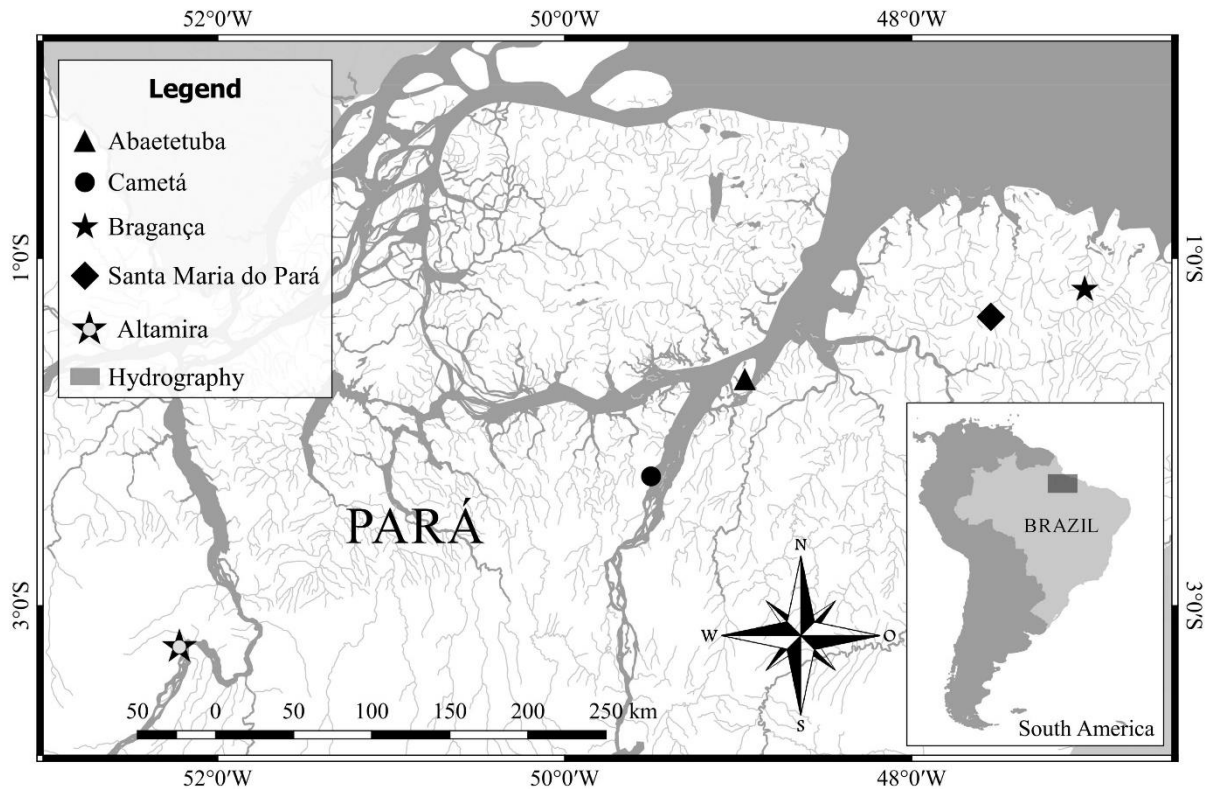 52°0′W 50°0′W 48°0′W
Legend
Abaetetuba
Cametá
Bragança
Santa Maria do Pará
Altamira
Hydrography
1°0′S 1°0′S
PARÁ
BRAZIL
South America
N
W O
S
3°0′S 3°0′S
50 0 50 100 150 200 250 km
52°0′W 50°0′W 48°0′W